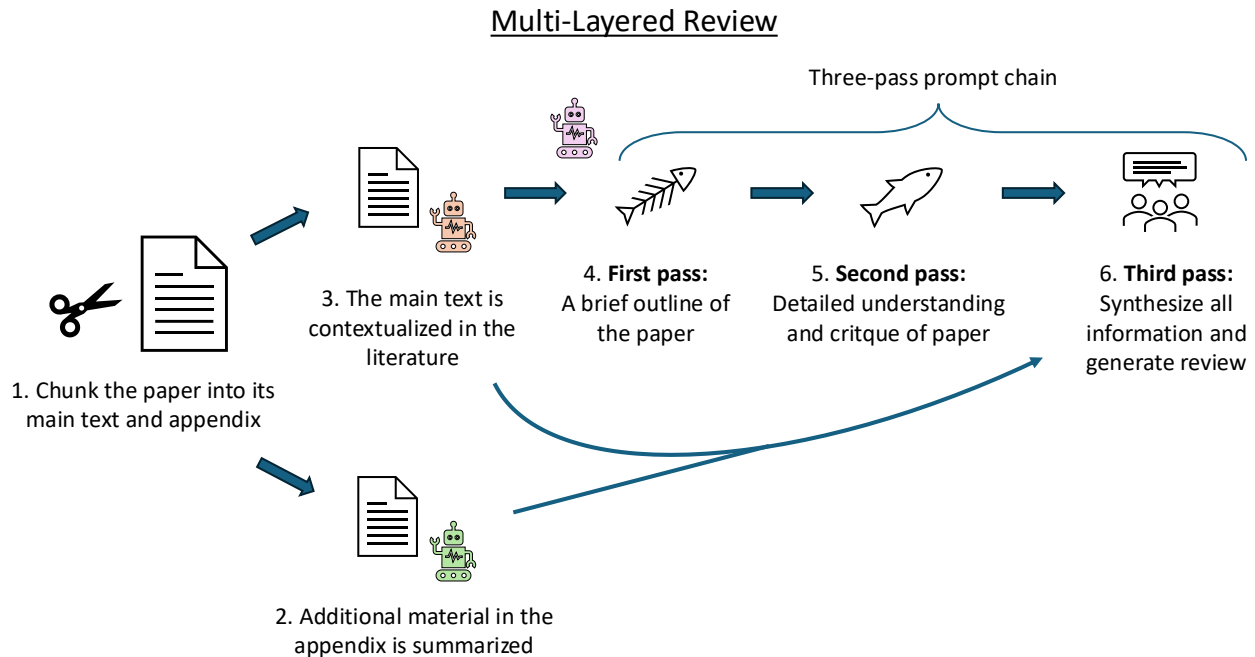 Multi-Layered Review
Three-pass prompt chain
1. Chunk the paper into its
main text and appendix
3. The main text is
contextualized in the
literature
2. Additional material in the
appendix is summarized
4. First pass:
A brief outline of
the paper
5. Second pass:
Detailed understanding
and critque of paper
6. Third pass:
Synthesize all
information and
generate review